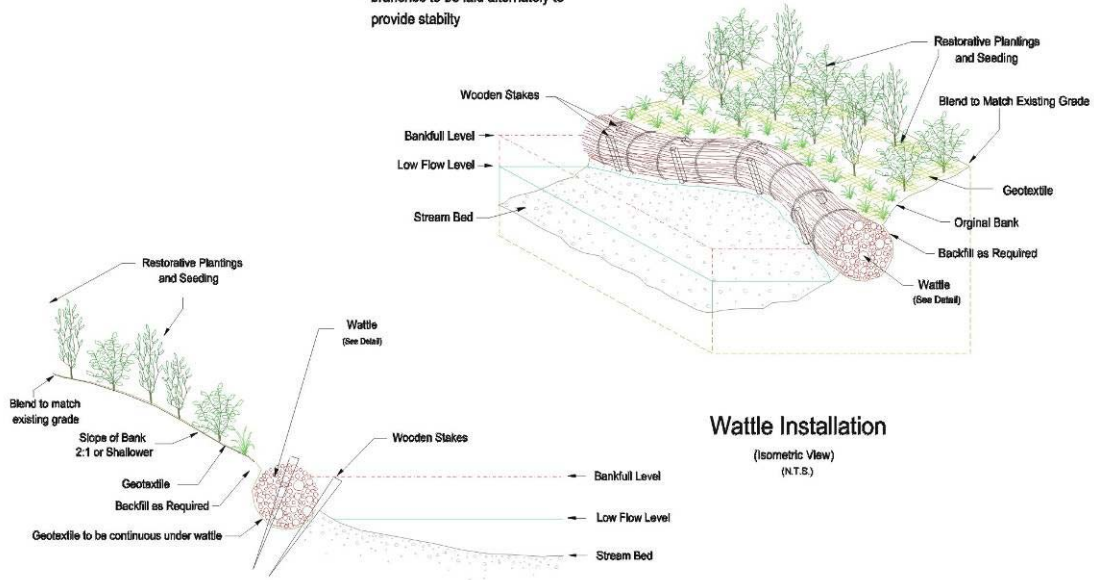 branches to be laid alternately to
provide stabilty
Restorative Plantings
and Seeding
Wooden Stakes
Blend to Match Existing Grade
Bankfull Level
Low Flow Level
Geotextile
Stream Bed
Orginal Bank
Backfill as Required
Wattle
(See Detail)
Restorative Plantings
and Seeding
Wattle
(See Detail)
Blend to match
existing grade
Slope of Bank
2:1 or Shallower
Wooden Stakes
Geotaxtile
Backfill as Required
Geotextile to be continuous under wattle
Bankfull Level
Low Flow Level
Stream Bed
Wattle Installation
(Isometric View)
(N.T.S.)